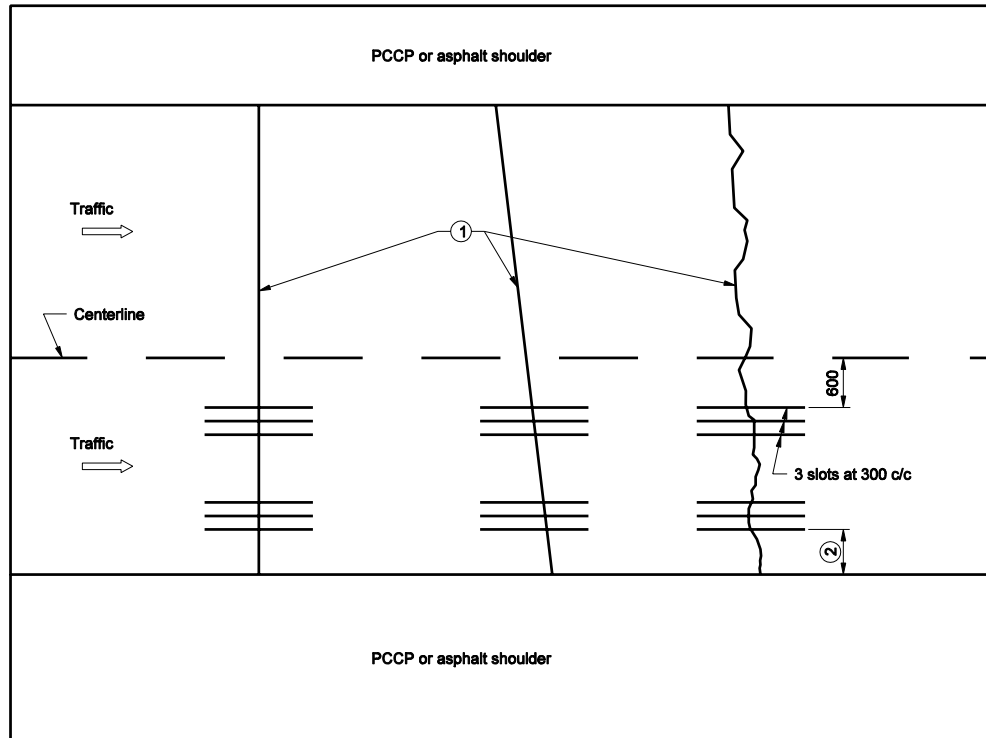 PCCP or asphalt shoulder
Traffic
1
Centerline
600
Traffic
3 slots at 300 c/c
2
PCCP or asphalt shoulder